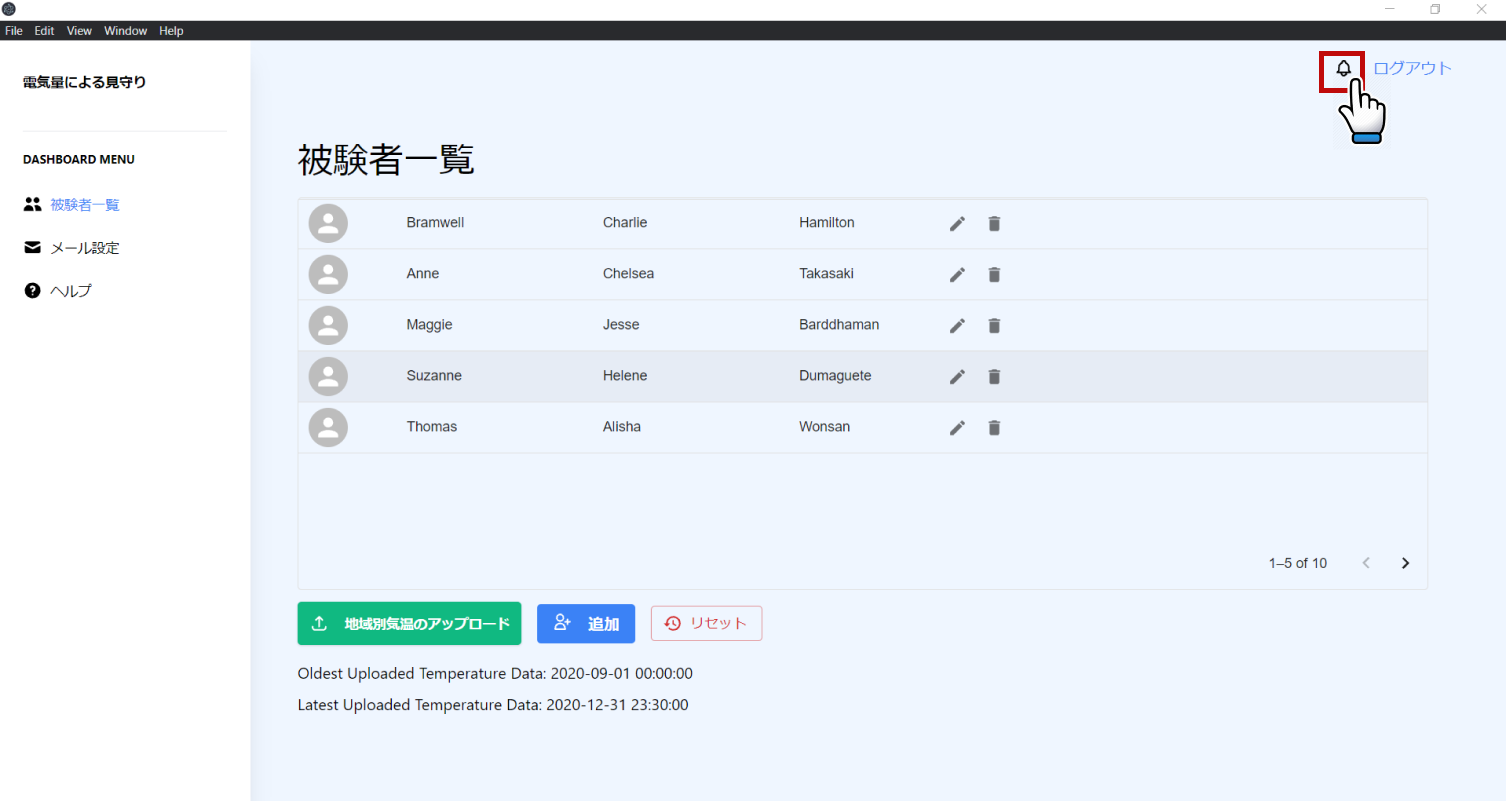 File Edit View Window Help
電気量による見守り
ログアウト
DASHBOARD MENU
被験者一覧
メール設定
ヘルプ
被験者一覧
Bramwell Charlie Hamilton
Anne Chelsea Takasaki
Maggie Jesse Barddhaman
Suzanne Helene Dumaguete
Thomas Alisha Wonsan
1–5 of 10
地域別気温のアップロード 追加 リセット
Oldest Uploaded Temperature Data: 2020-09-01 00:00:00
Latest Uploaded Temperature Data: 2020-12-31 23:30:00